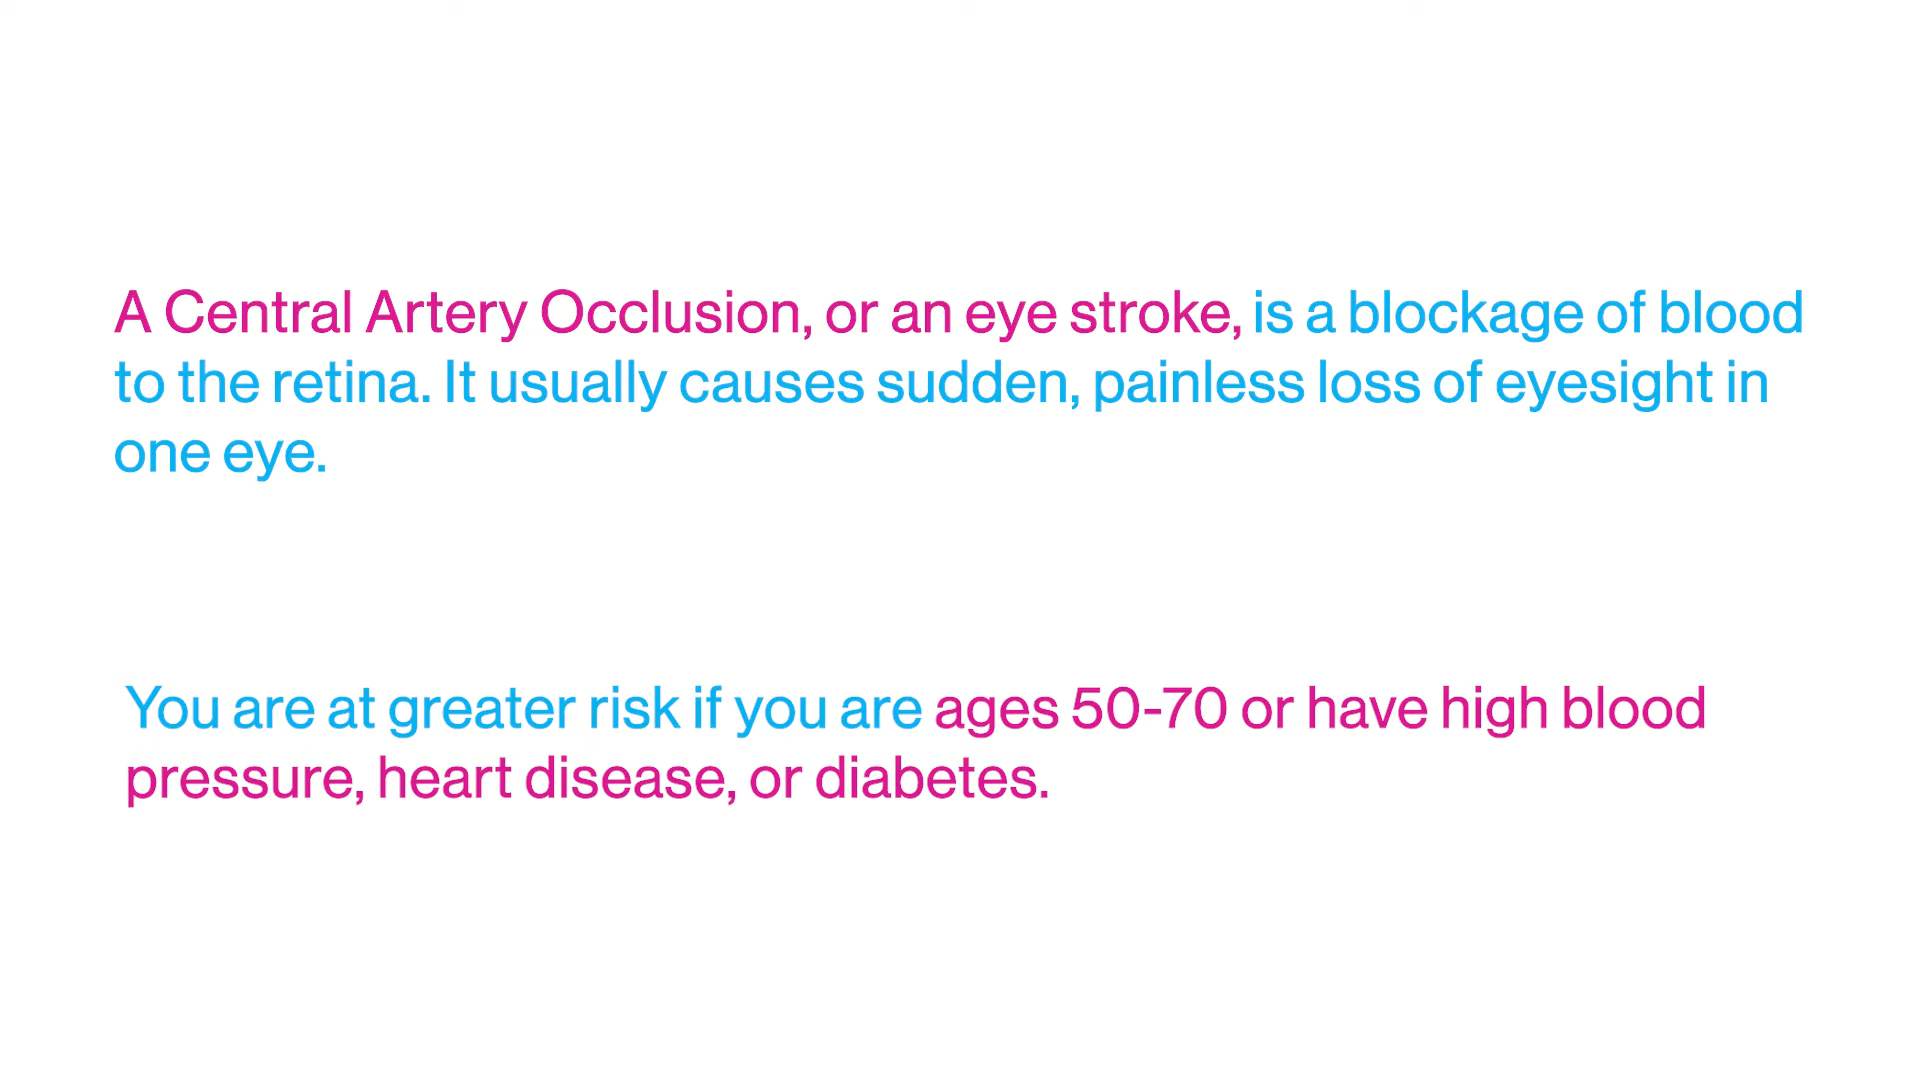 A Central Artery Occlusion, or an eye stroke, is a blockage of blood
to the retina. It usually causes sudden, painless loss of eyesight in
one eye.
You are at greater risk if you are ages 50-70 or have high blood
pressure, heart disease, or diabetes.